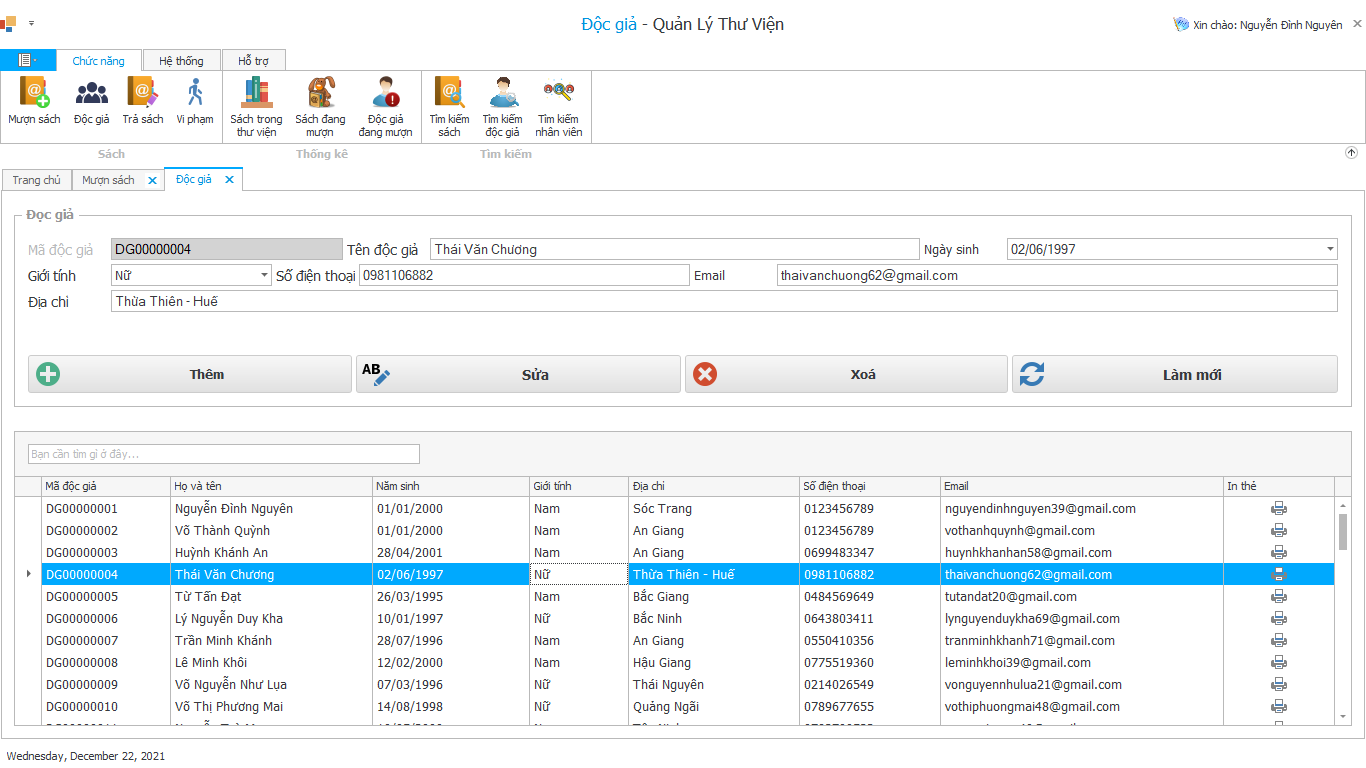 Độc giả - Quản Lý Thư Viện
Xin chào: Nguyễn Đình Nguyên
Chức năng Hệ thống Hỗ trợ
Mượn sách Độc giả Trả sách Vi phạm Sách trong thư viện Sách đang mượn Độc giả đang mượn Tìm kiếm sách Tìm kiếm độc giả Tìm kiếm nhân viên
Sách Thống kê Tìm kiếm
Trang chủ Mượn sách Độc giả
Độc giả
Mã độc giả DG00000004 Tên độc giả Thái Văn Chương Ngày sinh 02/06/1997
Giới tính Nữ Số điện thoại 0981106882 Email thaivanchuong62@gmail.com
Địa chỉ Thừa Thiên - Huế
Thêm AB Sửa Xoá Làm mới
Bạn cần tìm gì ở đây...
Mã độc giả Họ và tên Năm sinh Giới tính Địa chỉ Số điện thoại Email In thẻ
DG00000001 Nguyễn Đình Nguyên 01/01/2000 Nam Sóc Trang 0123456789 nguyendinhnguyen39@gmail.com
DG00000002 Võ Thành Quỳnh 01/01/2000 Nam An Giang 0123456789 vothanhquynh@gmail.com
DG00000003 Huỳnh Khánh An 28/04/2001 Nam An Giang 0699483347 huynhkhanhan58@gmail.com
DG00000004 Thái Văn Chương 02/06/1997 Nữ Thừa Thiên - Huế 0981106882 thaivanchuong62@gmail.com
DG00000005 Từ Tấn Đạt 26/03/1995 Nam Bắc Giang 0484569649 tutandat20@gmail.com
DG00000006 Lý Nguyễn Duy Kha 10/01/1997 Nữ Bắc Ninh 0643803411 lynguyenduykha69@gmail.com
DG00000007 Trần Minh Khánh 28/07/1996 Nam An Giang 0550410356 tranminhkhanh71@gmail.com
DG00000008 Lê Minh Khôi 12/02/2000 Nam Hậu Giang 0775519360 leminhkhoi39@gmail.com
DG00000009 Võ Nguyễn Như Lụa 07/03/1996 Nữ Thái Nguyên 0214026549 vonguyennhulua21@gmail.com
DG00000010 Võ Thị Phương Mai 14/08/1998 Nữ Quảng Ngãi 0789677655 vothiphuongmai48@gmail.com
Wednesday, December 22, 2021